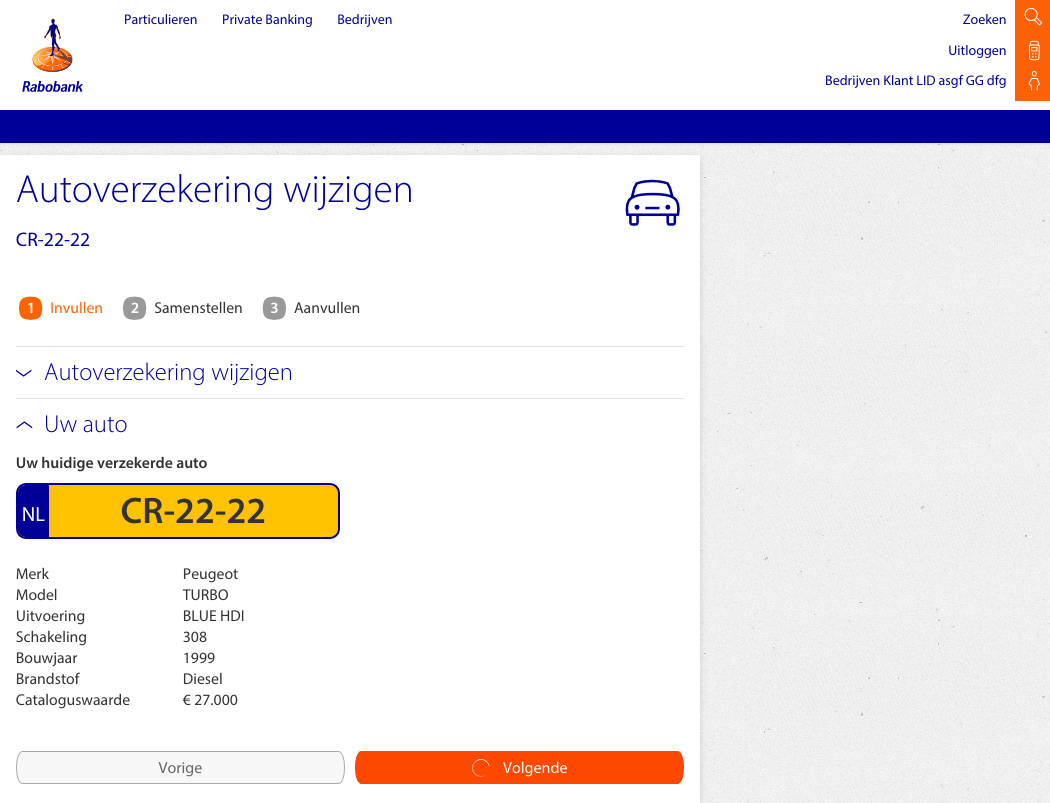 Particulieren Private Banking Bedrijven
Zoeken
Uitloggen
Bedrijven Klant LID asgf GG dfg
Rabobank
Autoverzekering wijzigen
CR-22-22
1 Invullen 2 Samenstellen 3 Aanvullen
Autoverzekering wijzigen
Uw auto
Uw huidige verzekerde auto
NL CR-22-22
Merk Peugeot
Model TURBO
Uitvoering BLUE HDI
Schakeling 308
Bouwjaar 1999
Brandstof Diesel
Cataloguswaarde € 27.000
Vorige Volgende